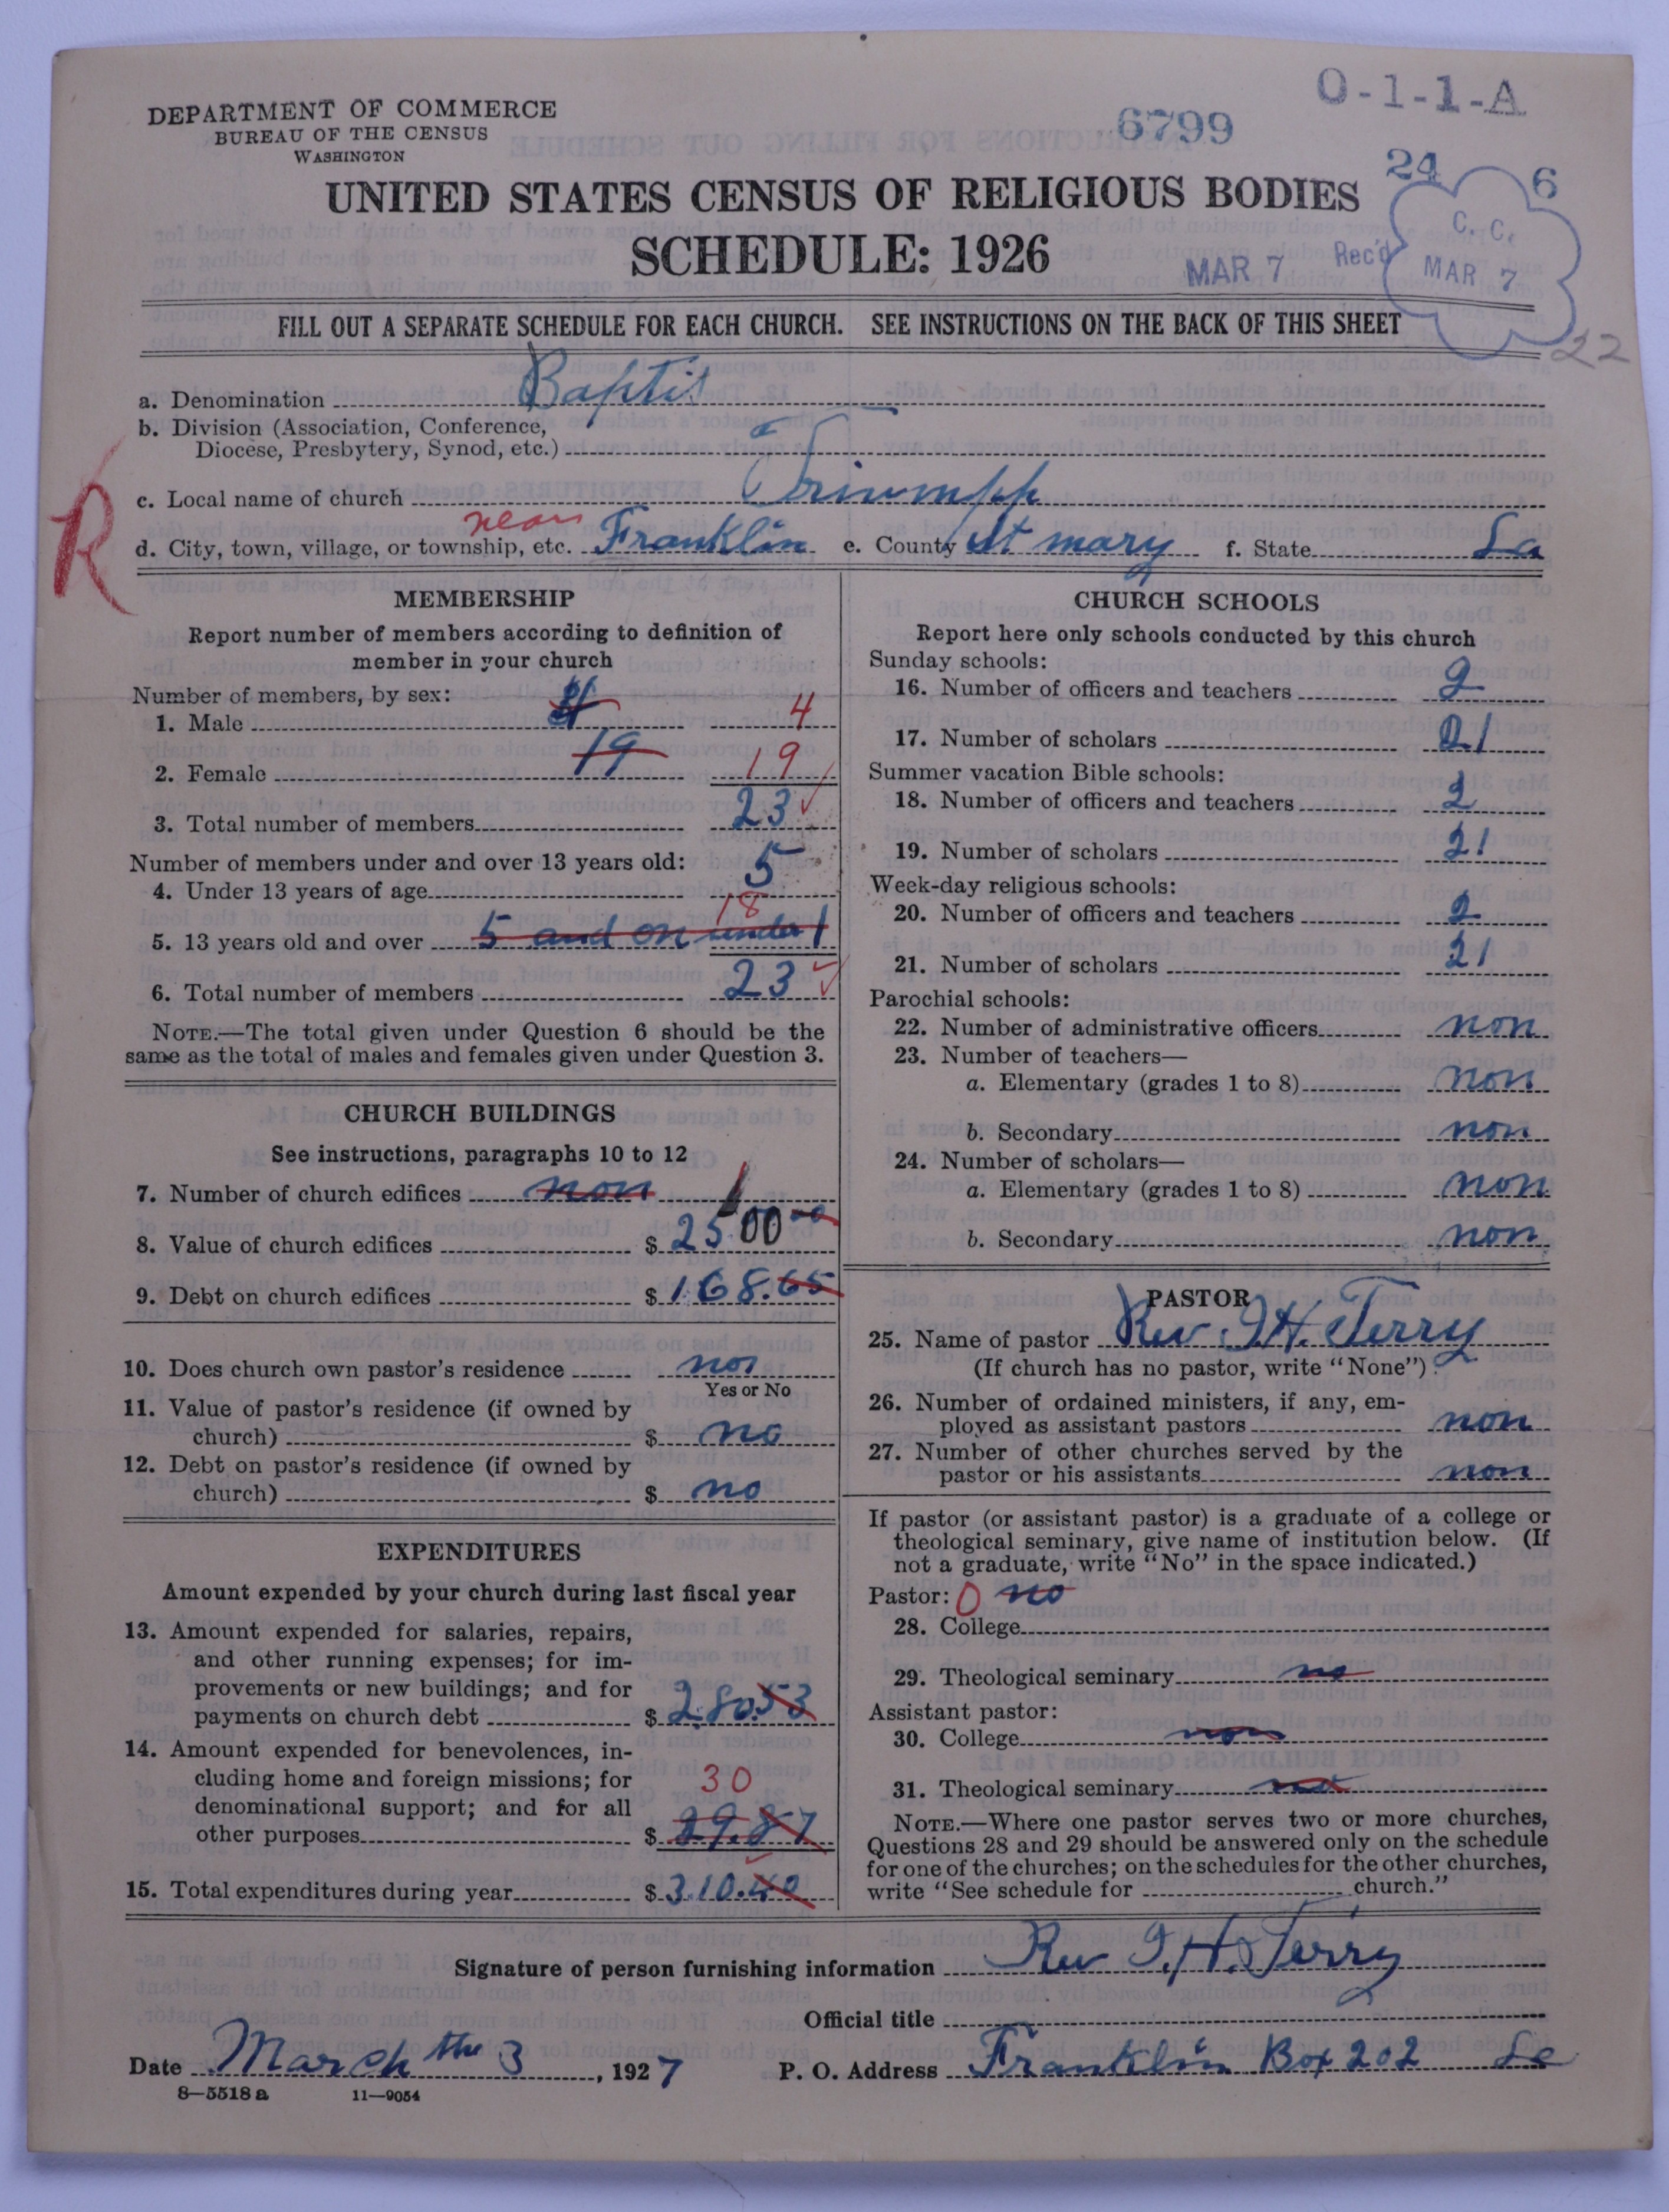 DEPARTMENT OF COMMERCE
BUREAU OF THE CENSUS
WASHINGTON
6799
O-1-1-A
24
6
UNITED STATES CENSUS OF RELIGIOUS BODIES
SCHEDULE: 1926
MAR 7
Rec'd
C. C.
MAR 7
22
FILL OUT A SEPARATE SCHEDULE FOR EACH CHURCH. SEE INSTRUCTIONS ON THE BACK OF THIS SHEET
a. Denomination Baptis
b. Division (Association, Conference,
Diocese, Presbytery, Synod, etc.)
c. Local name of church Triumpph
R
near
d. City, town, village, or township, etc. Franklin e. County St mary f. State La
MEMBERSHIP
Report number of members according to definition of
member in your church
Number of members, by sex:
1. Male 4 4
2. Female 19 19
3. Total number of members 23
Number of members under and over 13 years old:
4. Under 13 years of age 5
18
5. 13 years old and over 5 and on under 1
6. Total number of members 23
NOTE.—The total given under Question 6 should be the
same as the total of males and females given under Question 3.
CHURCH BUILDINGS
See instructions, paragraphs 10 to 12
7. Number of church edifices non 1
8. Value of church edifices $ 2500
9. Debt on church edifices $ 168.65
10. Does church own pastor's residence non
Yes or No
11. Value of pastor's residence (if owned by
church) $ no
12. Debt on pastor's residence (if owned by
church) $ no
EXPENDITURES
Amount expended by your church during last fiscal year
13. Amount expended for salaries, repairs,
and other running expenses; for im-
provements or new buildings; and for
payments on church debt $ 280.53
14. Amount expended for benevolences, in-
cluding home and foreign missions; for
denominational support; and for all
30
other purposes $ 29.87
15. Total expenditures during year $ 310.40
CHURCH SCHOOLS
Report here only schools conducted by this church
Sunday schools:
16. Number of officers and teachers 2
17. Number of scholars 21
Summer vacation Bible schools:
18. Number of officers and teachers 2
19. Number of scholars 21
Week-day religious schools:
20. Number of officers and teachers 2
21. Number of scholars 21
Parochial schools:
22. Number of administrative officers non
23. Number of teachers—
a. Elementary (grades 1 to 8) non
b. Secondary non
24. Number of scholars—
a. Elementary (grades 1 to 8) non
b. Secondary non
PASTOR
25. Name of pastor Rev. I H. Terry
(If church has no pastor, write "None")
26. Number of ordained ministers, if any, em-
ployed as assistant pastors non
27. Number of other churches served by the
pastor or his assistants non
If pastor (or assistant pastor) is a graduate of a college or
theological seminary, give name of institution below. (If
not a graduate, write "No" in the space indicated.)
Pastor: 0 no
28. College
29. Theological seminary no
Assistant pastor:
30. College non
31. Theological seminary no
NOTE.—Where one pastor serves two or more churches,
Questions 28 and 29 should be answered only on the schedule
for one of the churches; on the schedules for the other churches,
write "See schedule for church."
Signature of person furnishing information Rev I. H. Terry
Official title
Date March the 3, 1927 P. O. Address Franklin Box 202 La
8—5518 a 11—9054